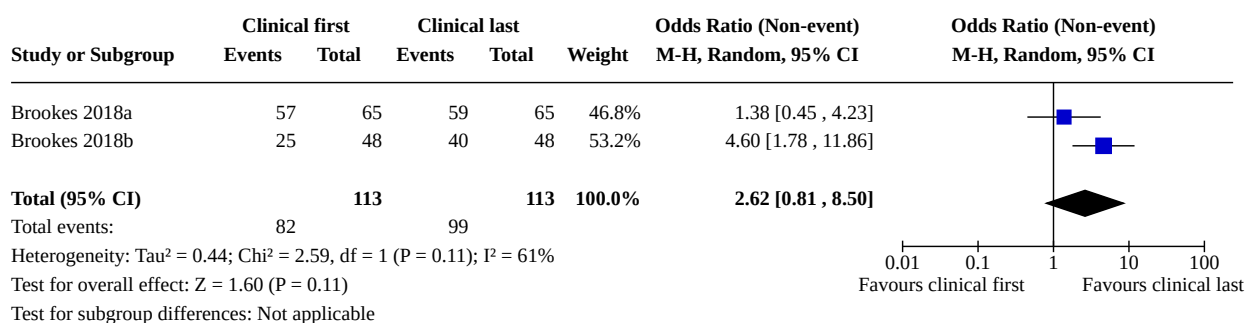 Clinical first Clinical last Odds Ratio (Non-event) Odds Ratio (Non-event)
Study or Subgroup Events Total Events Total Weight M-H, Random, 95% CI M-H, Random, 95% CI
Brookes 2018a 57 65 59 65 46.8% 1.38 [0.45 , 4.23]
Brookes 2018b 25 48 40 48 53.2% 4.60 [1.78 , 11.86]
Total (95% CI) 113 113 100.0% 2.62 [0.81 , 8.50]
Total events: 82 99
Heterogeneity: Tau² = 0.44; Chi² = 2.59, df = 1 (P = 0.11); I² = 61%
0.01 0.1 1 10 100
Test for overall effect: Z = 1.60 (P = 0.11) Favours clinical first Favours clinical last
Test for subgroup differences: Not applicable